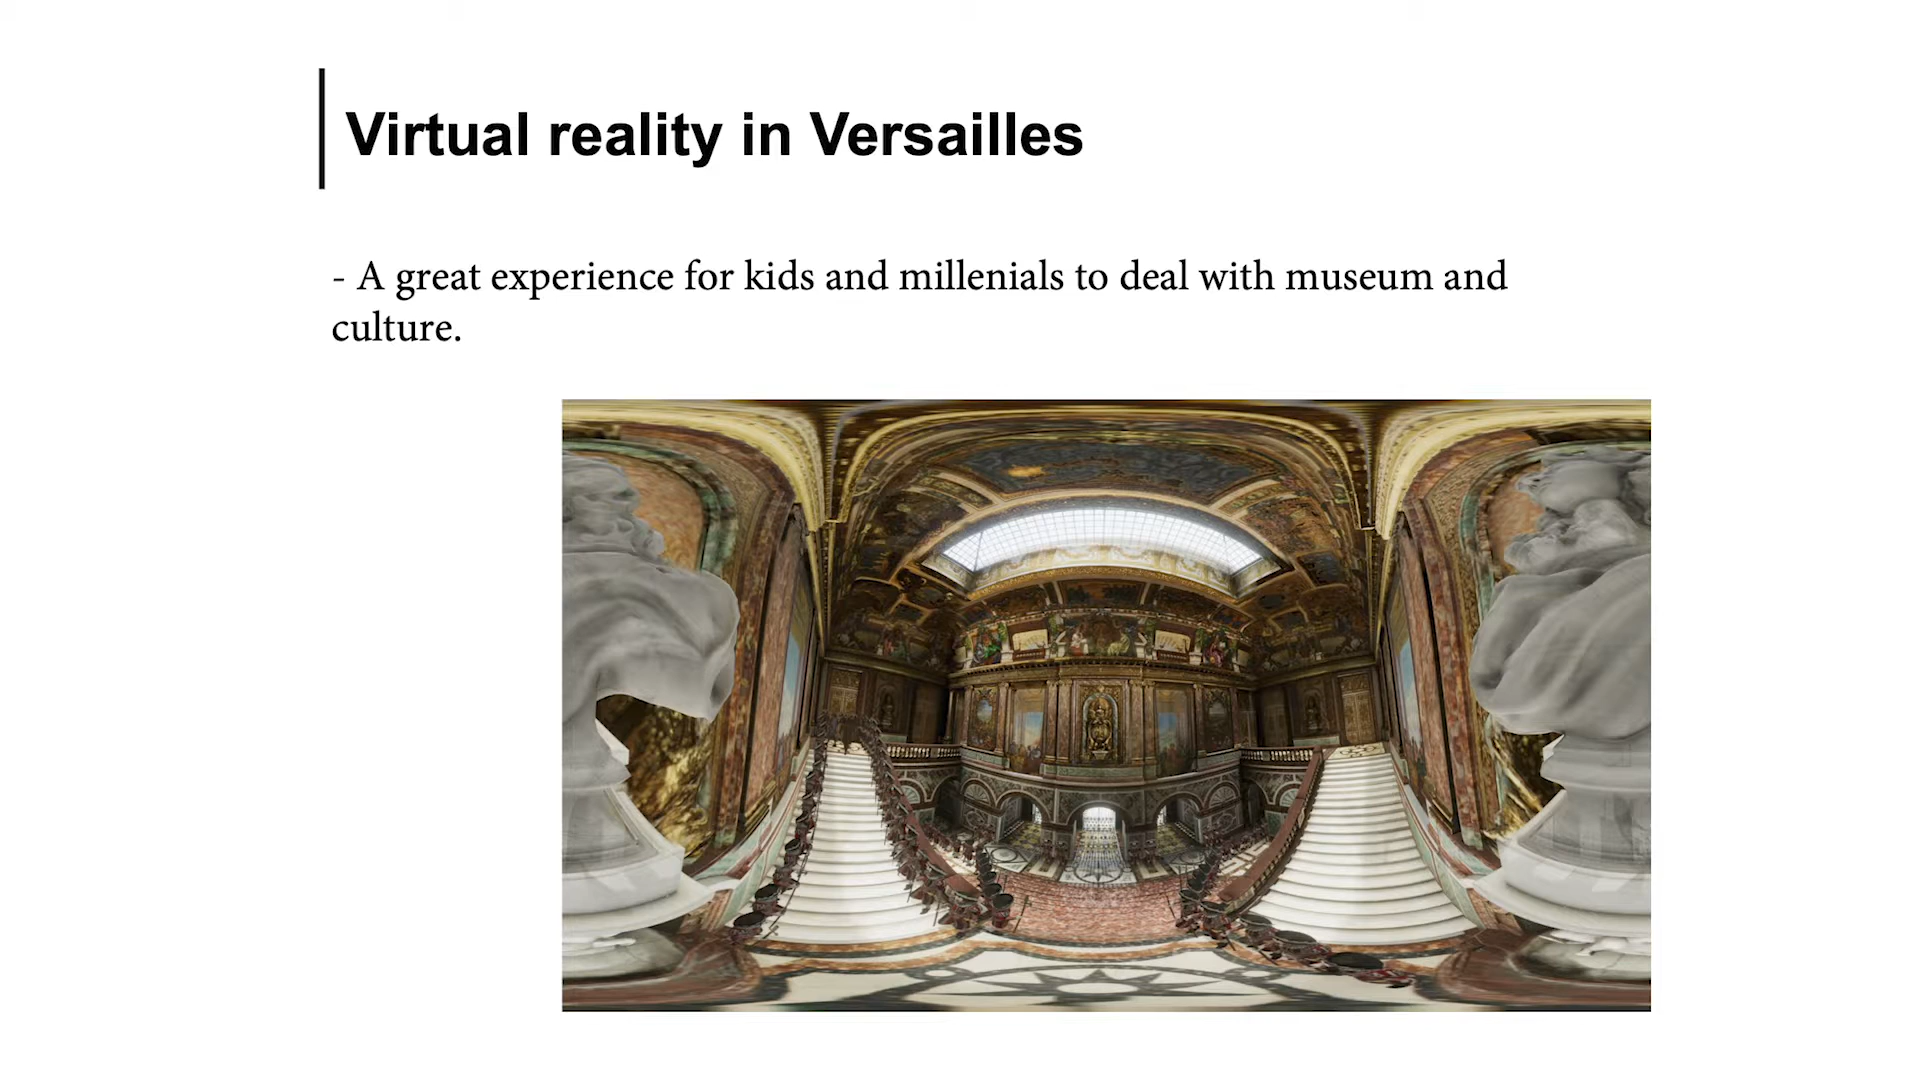 Virtual reality in Versailles
- A great experience for kids and millenials to deal with museum and
culture.